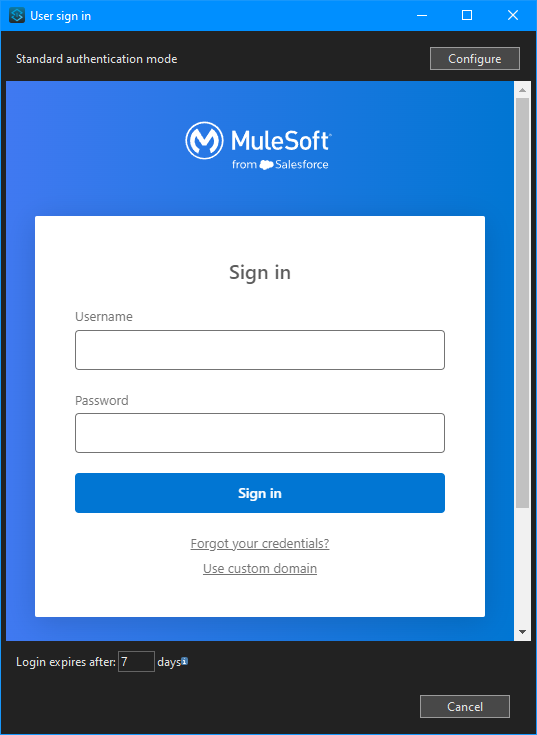 User sign in
Standard authentication mode
Configure
MuleSoft
from Salesforce
Sign in
Username
Password
Sign in
Forgot your credentials?
Use custom domain
Login expires after: 7 days
Cancel